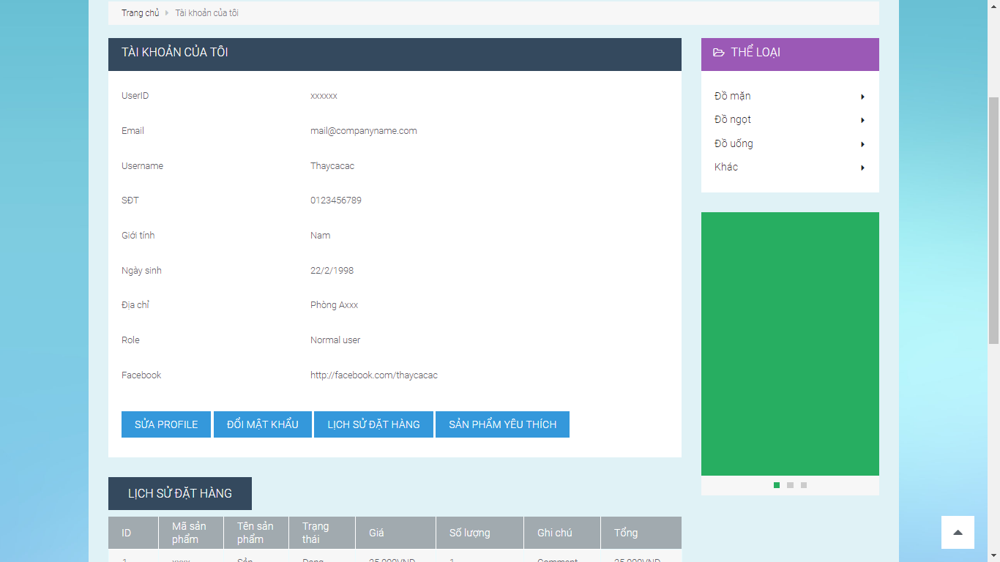 Trang chủ Tài khoản của tôi
TÀI KHOẢN CỦA TÔI
UserID xxxxxx
Email mail@companyname.com
Username Thaycacac
SĐT 0123456789
Giới tính Nam
Ngày sinh 22/2/1998
Địa chỉ Phòng Axxx
Role Normal user
Facebook http://facebook.com/thaycacac
SỬA PROFILE ĐỔI MẬT KHẨU LỊCH SỬ ĐẶT HÀNG SẢN PHẨM YÊU THÍCH
THỂ LOẠI
Đồ mặn
Đồ ngọt
Đồ uống
Khác
LỊCH SỬ ĐẶT HÀNG
ID Mã sản phẩm Tên sản phẩm Trạng thái Giá Số lượng Ghi chú Tổng
1 xxxx Sản Đang 25.000VND 1 Comment 25.000VND